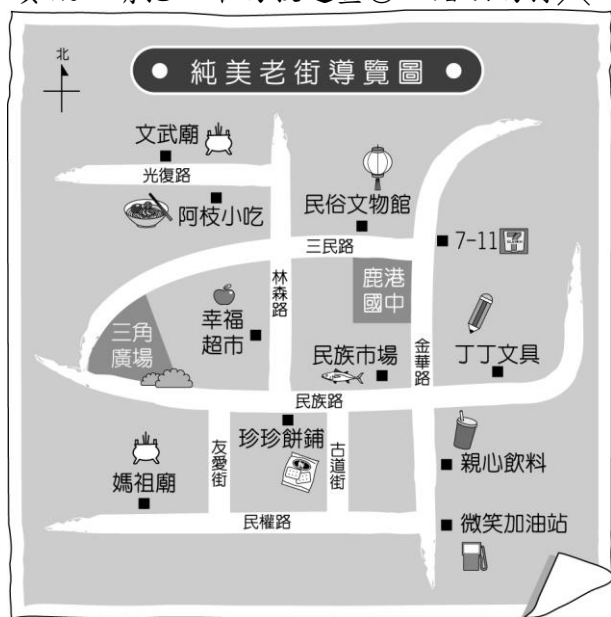 北
純美老街導覽圖
文武廟
光復路
阿枝小吃
民俗文物館
三民路
7-11
林森路
鹿港
國中
幸福
超市
三角
廣場
金華路
民族市場
丁丁文具
民族路
珍珍餅鋪
友愛街
古道街
親心飲料
媽祖廟
民權路
微笑加油站